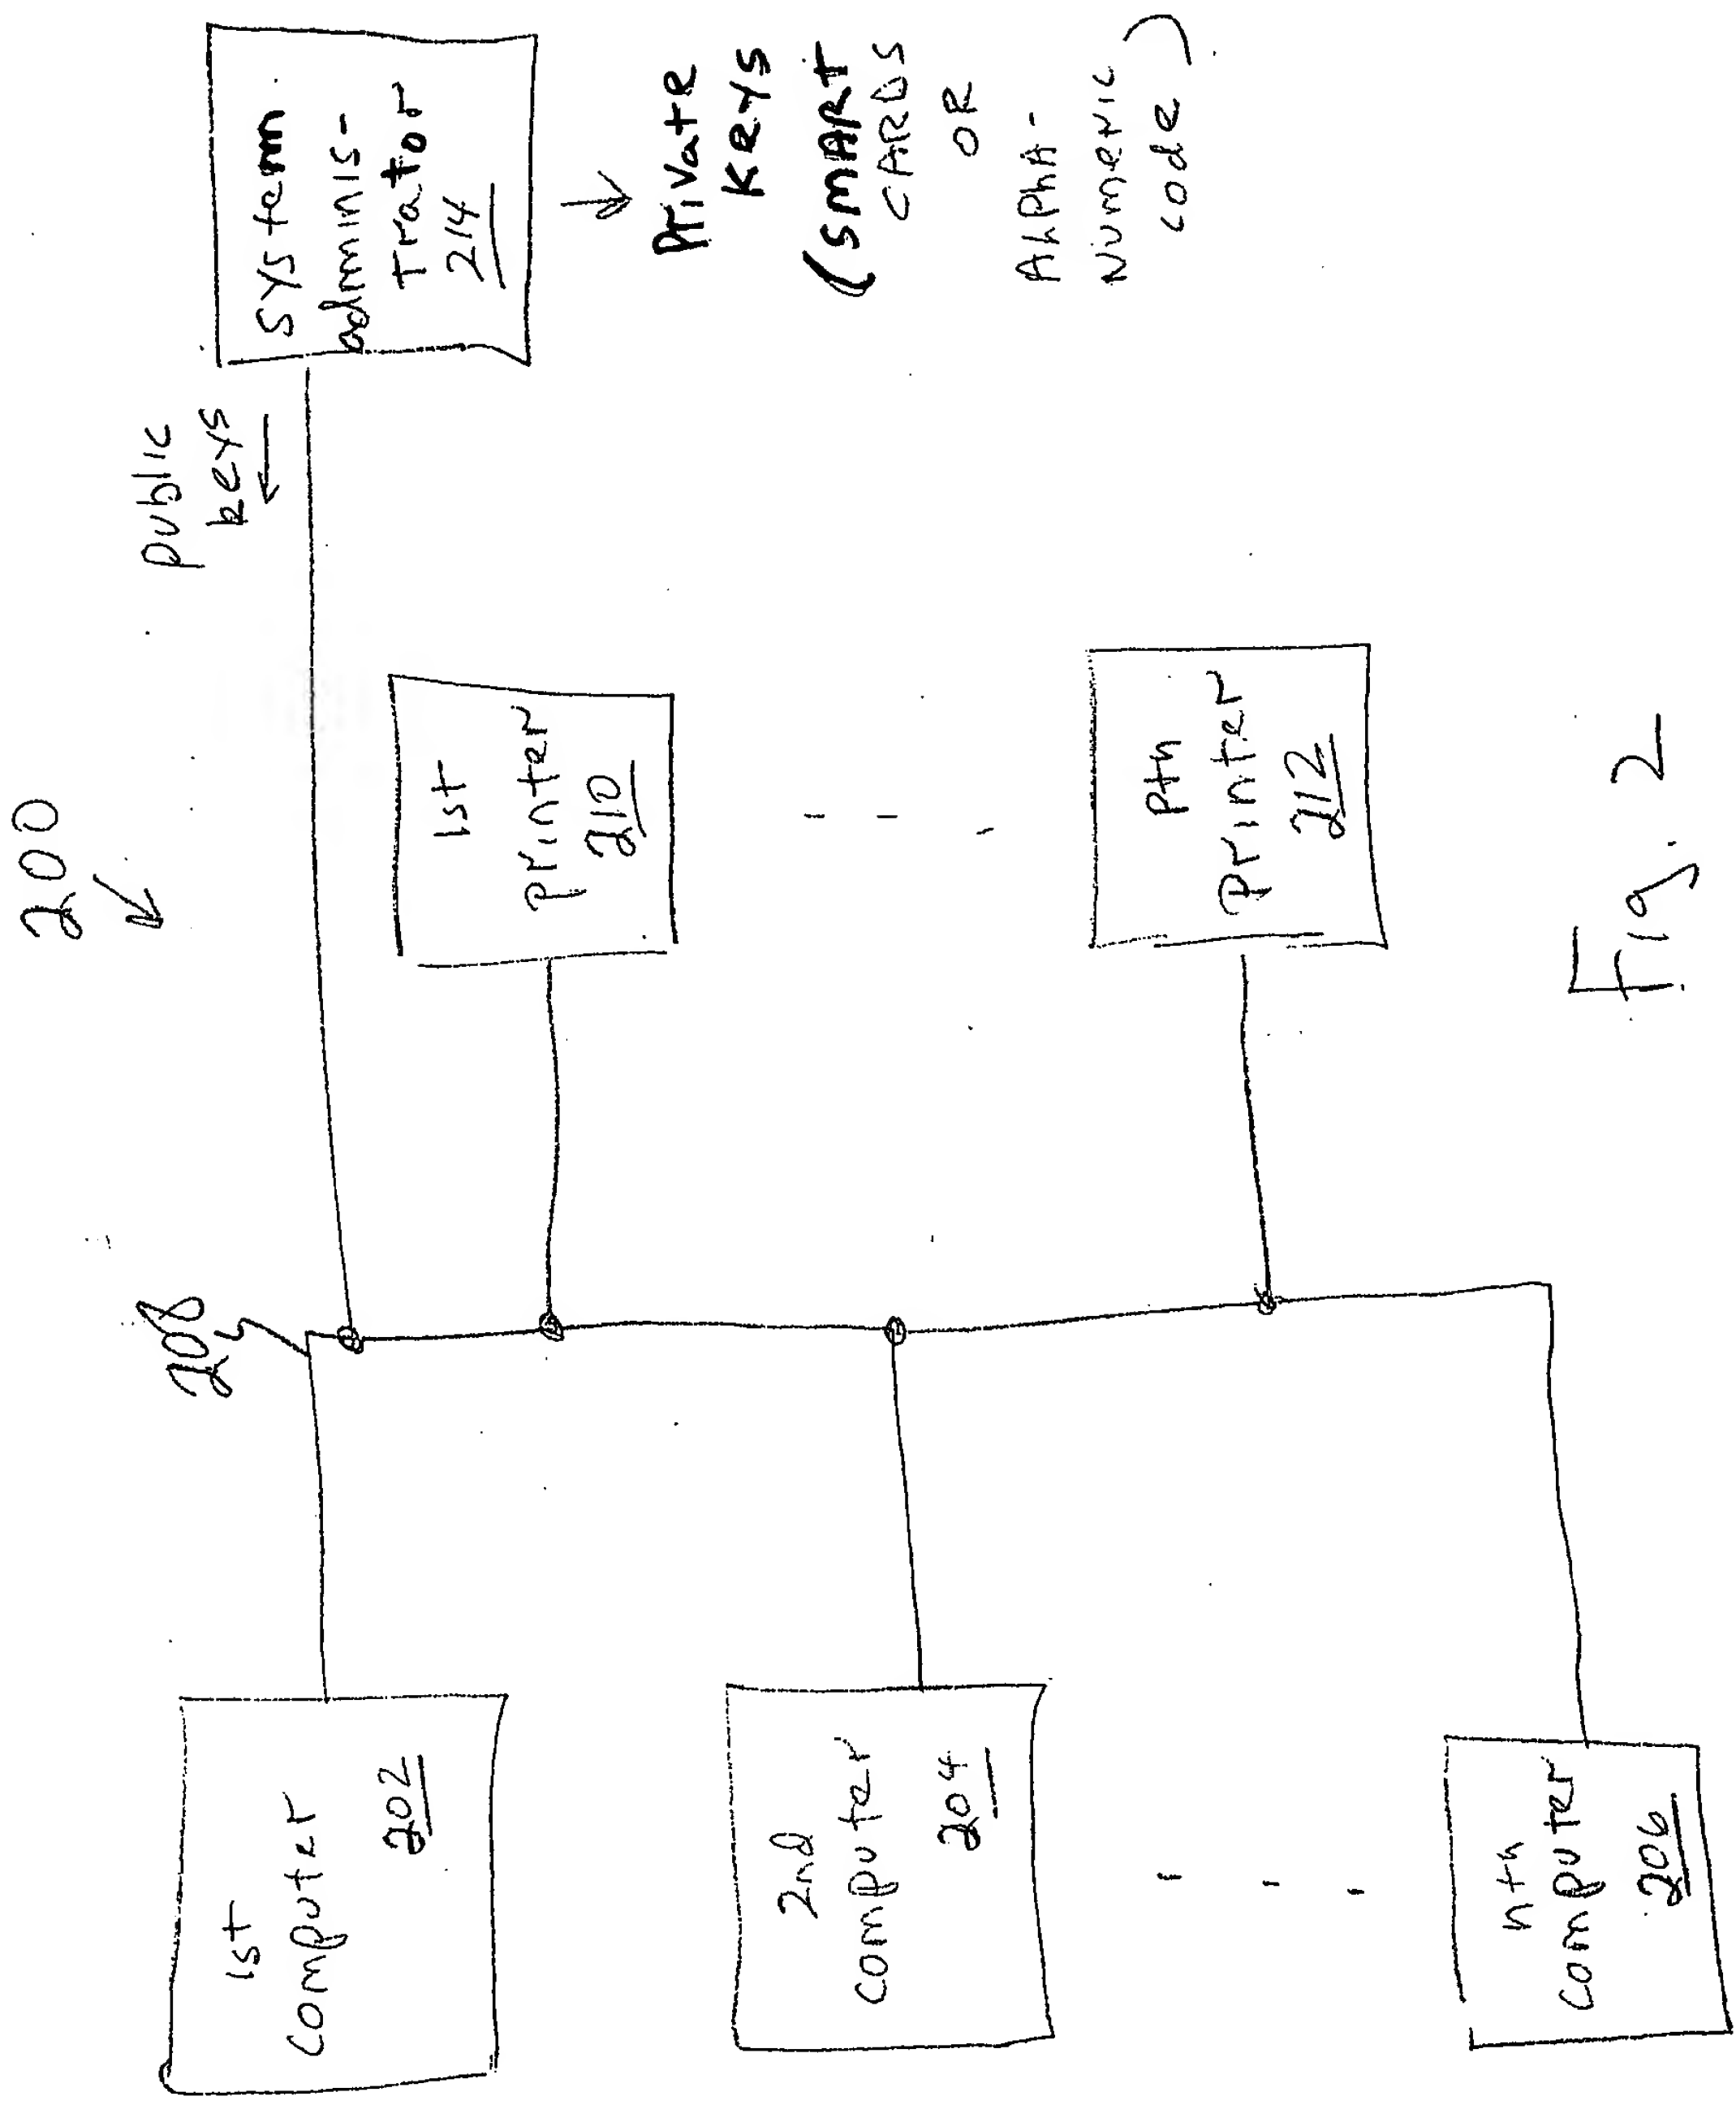 200
208
public
keys
System
adminis-
Trator
214
Private
Keys
(SMART
CARDS
OR
ALPhA-
NUMERIC
code)
1st
computer
202
1st
printer
210
2nd
computer
204
Pth
Printer
212
nth
computer
206
Fig. 2